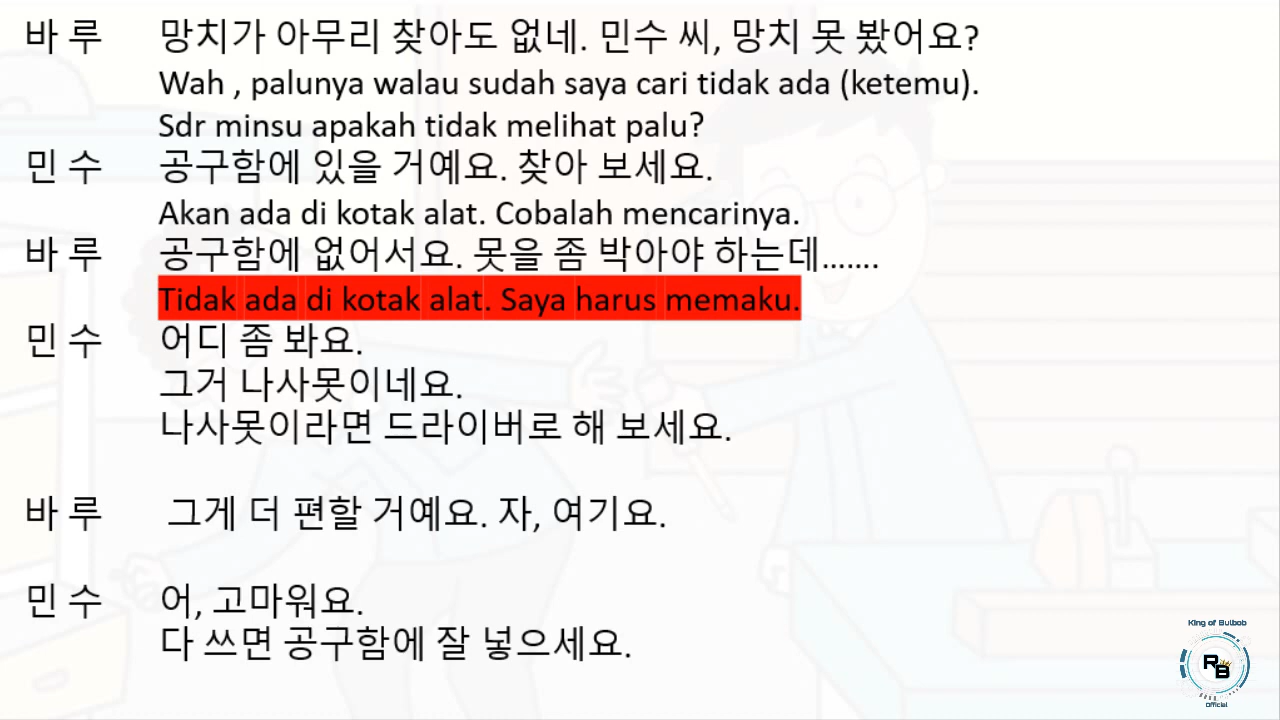 바 루 망치가 아무리 찾아도 없네. 민수 씨, 망치 못 봤어요?
Wah , palunya walau sudah saya cari tidak ada (ketemu).
Sdr minsu apakah tidak melihat palu?
민 수 공구함에 있을 거예요. 찾아 보세요.
Akan ada di kotak alat. Cobalah mencarinya.
바 루 공구함에 없어서요. 못을 좀 박아야 하는데…….
Tidak ada di kotak alat. Saya harus memaku.
민 수 어디 좀 봐요.
그거 나사못이네요.
나사못이라면 드라이버로 해 보세요.
바 루 그게 더 편할 거예요. 자, 여기요.
민 수 어, 고마워요.
다 쓰면 공구함에 잘 넣으세요.
King of Bulbob
RB
Official